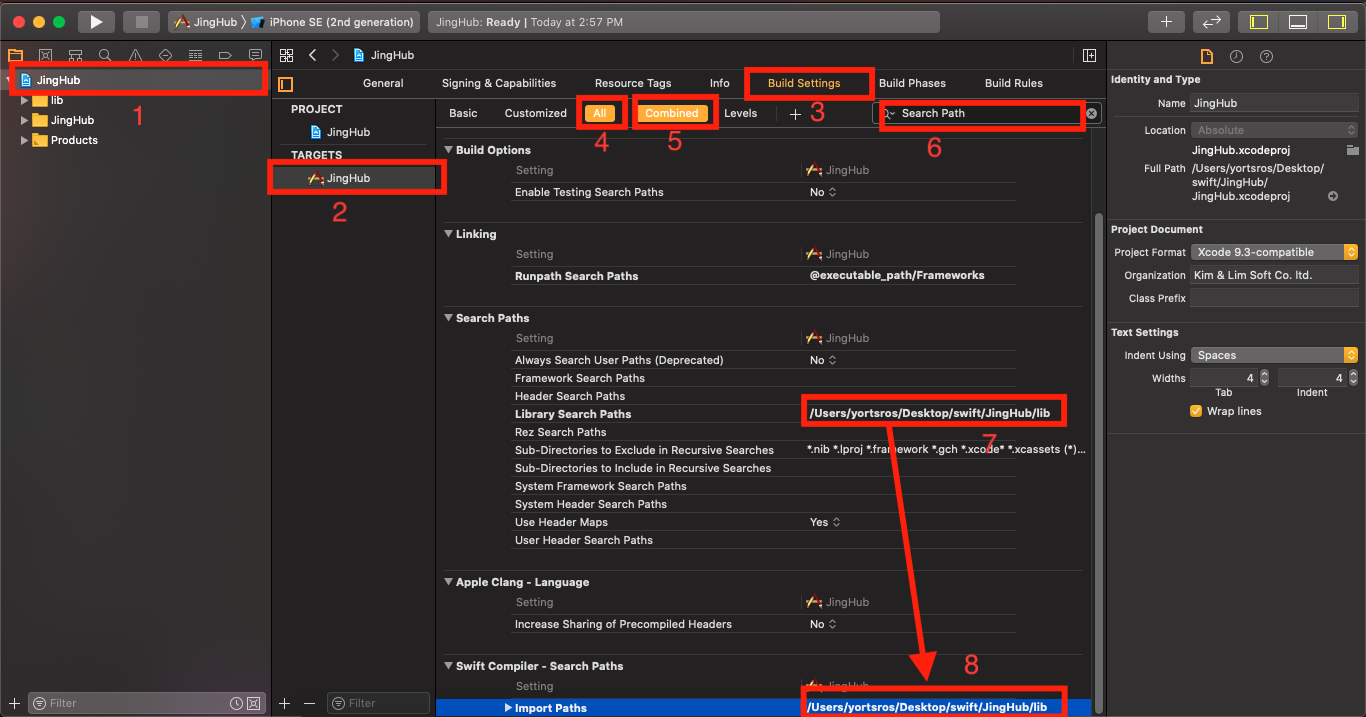 JingHub 〉 iPhone SE (2nd generation)
JingHub: Ready | Today at 2:57 PM
JingHub
1
lib
JingHub
Products
Filter
JingHub
General
Signing & Capabilities
Resource Tags
Info
Build Settings
Build Phases
Build Rules
3
PROJECT
JingHub
TARGETS
JingHub
2
Filter
Basic
Customized
All
Combined
Levels
Search Path
4
5
6
Build Options
Setting
JingHub
Enable Testing Search Paths
No
Linking
Setting
JingHub
Runpath Search Paths
@executable_path/Frameworks
Search Paths
Setting
JingHub
Always Search User Paths (Deprecated)
No
Framework Search Paths
Header Search Paths
Library Search Paths
/Users/yortsros/Desktop/swift/JingHub/lib
7
Rez Search Paths
Sub-Directories to Exclude in Recursive Searches
*.nib *.lproj *.framework *.gch *.xcode* *.xcassets (*)...
Sub-Directories to Include in Recursive Searches
System Framework Search Paths
System Header Search Paths
Use Header Maps
Yes
User Header Search Paths
Apple Clang - Language
Setting
JingHub
Increase Sharing of Precompiled Headers
No
Swift Compiler - Search Paths
8
Setting
JingHub
Import Paths
/Users/yortsros/Desktop/swift/JingHub/lib
Identity and Type
Name
JingHub
Location
Absolute
JingHub.xcodeproj
Full Path
/Users/yortsros/Desktop/
swift/JingHub/
JingHub.xcodeproj
Project Document
Project Format
Xcode 9.3-compatible
Organization
Kim & Lim Soft Co. ltd.
Class Prefix
Text Settings
Indent Using
Spaces
Widths
4
4
Tab
Indent
Wrap lines